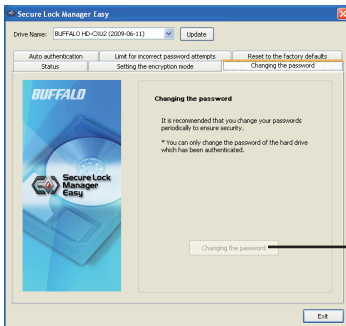 Secure Lock Manager Easy
Drive Name: BUFFALO HD-CXU2 (2009-06-11) Update
Auto authentication Limit for incorrect password attempts Reset to the factory defaults
Status Setting the encryption mode Changing the password
BUFFALO
Changing the password
It is recommended that you change your passwords
periodically to ensure security.
* You can only change the password of the hard drive
which has been authenticated.
Secure Lock
Manager
Easy
Changing the password
Exit